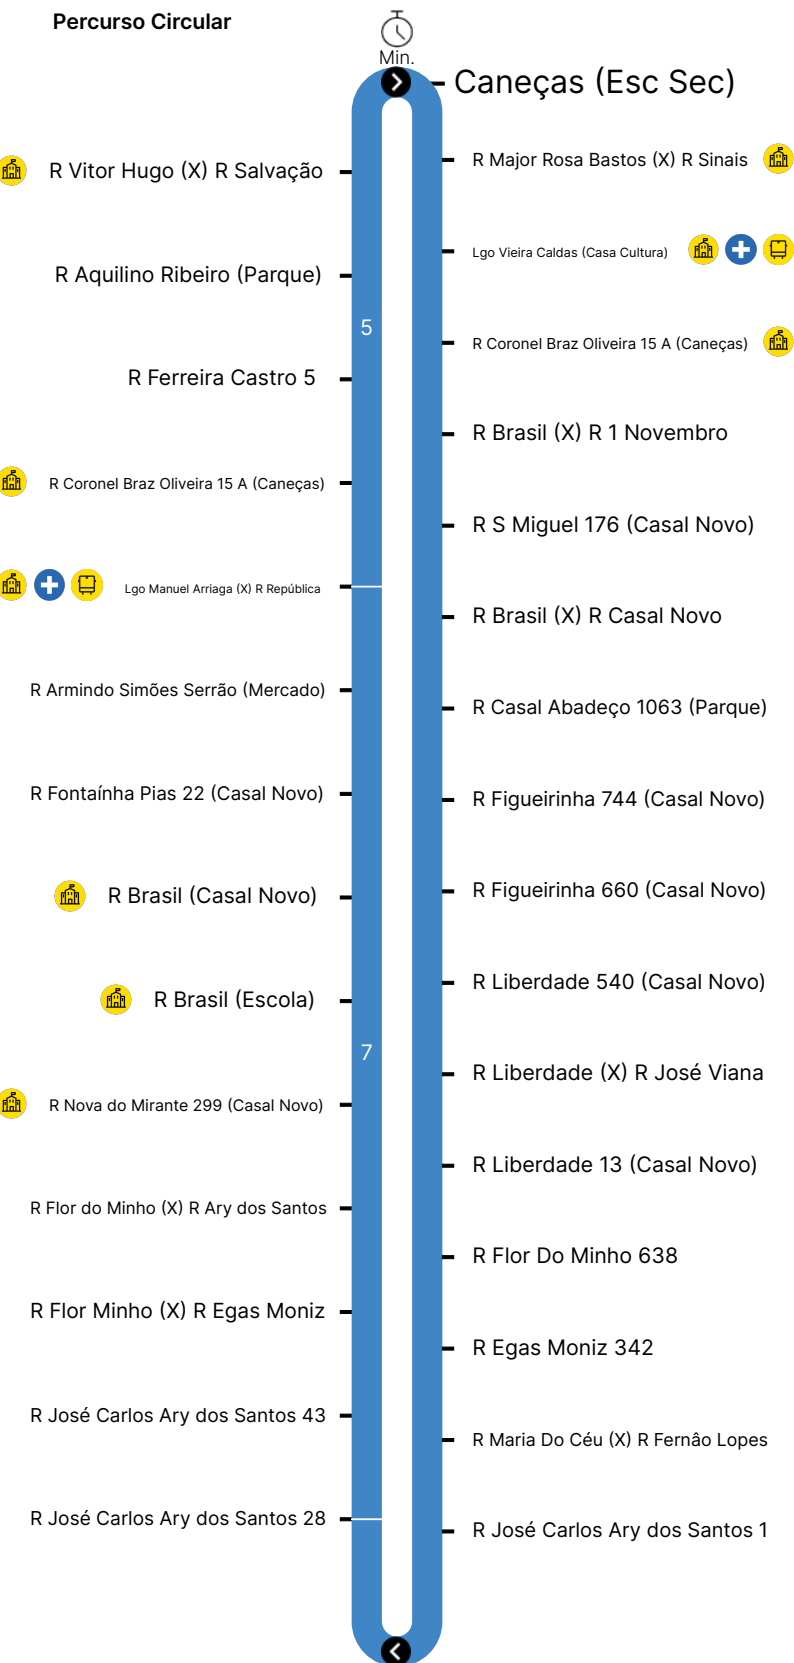 Percurso Circular
Min.
Caneças (Esc Sec)
R Major Rosa Bastos (X) R Sinais
Lgo Vieira Caldas (Casa Cultura)
R Coronel Braz Oliveira 15 A (Caneças)
R Brasil (X) R 1 Novembro
R S Miguel 176 (Casal Novo)
R Brasil (X) R Casal Novo
R Casal Abadeço 1063 (Parque)
R Figueirinha 744 (Casal Novo)
R Figueirinha 660 (Casal Novo)
R Liberdade 540 (Casal Novo)
R Liberdade (X) R José Viana
R Liberdade 13 (Casal Novo)
R Flor Do Minho 638
R Egas Moniz 342
R Maria Do Céu (X) R Fernâo Lopes
R José Carlos Ary dos Santos 1
R Vitor Hugo (X) R Salvação
R Aquilino Ribeiro (Parque)
5
R Ferreira Castro 5
R Coronel Braz Oliveira 15 A (Caneças)
Lgo Manuel Arriaga (X) R República
R Armindo Simões Serrão (Mercado)
R Fontaínha Pias 22 (Casal Novo)
R Brasil (Casal Novo)
R Brasil (Escola)
7
R Nova do Mirante 299 (Casal Novo)
R Flor do Minho (X) R Ary dos Santos
R Flor Minho (X) R Egas Moniz
R José Carlos Ary dos Santos 43
R José Carlos Ary dos Santos 28